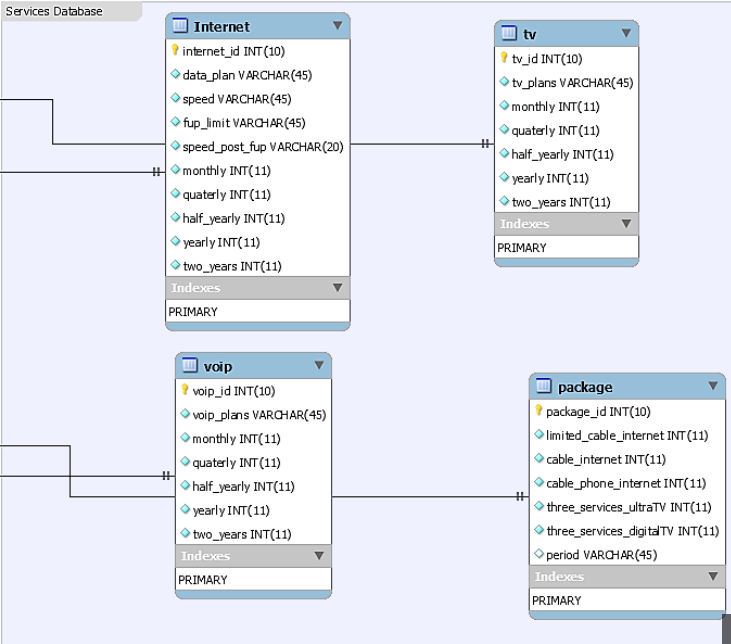 Services Database
Internet
internet_id INT(10)
data_plan VARCHAR(45)
speed VARCHAR(45)
fup_limit VARCHAR(45)
speed_post_fup VARCHAR(20)
monthly INT(11)
quaterly INT(11)
half_yearly INT(11)
yearly INT(11)
two_years INT(11)
Indexes
PRIMARY
tv
tv_id INT(10)
tv_plans VARCHAR(45)
monthly INT(11)
quaterly INT(11)
half_yearly INT(11)
yearly INT(11)
two_years INT(11)
Indexes
PRIMARY
voip
voip_id INT(10)
voip_plans VARCHAR(45)
monthly INT(11)
quaterly INT(11)
half_yearly INT(11)
yearly INT(11)
two_years INT(11)
Indexes
PRIMARY
package
package_id INT(10)
limited_cable_internet INT(11)
cable_internet INT(11)
cable_phone_internet INT(11)
three_services_ultraTV INT(11)
three_services_digitalTV INT(11)
period VARCHAR(45)
Indexes
PRIMARY